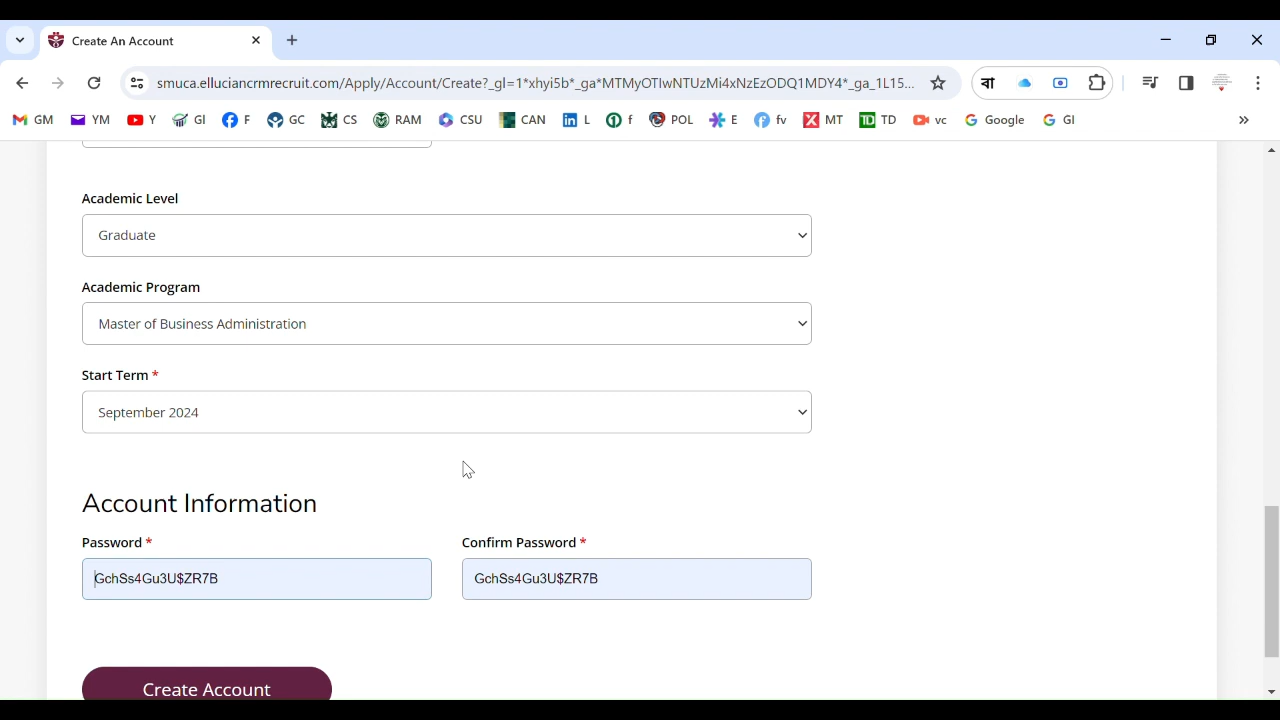 Create An Account
smuca.elluciancrmrecruit.com/Apply/Account/Create?_gl=1*xhyi5b*_ga*MTMyOTIwNTUzMi4xNzEzODQ1MDY4*_ga_1L15...
বা
GM YM Y GI F GC CS RAM CSU CAN L f POL E fv MT TD vc Google GI »
Academic Level
Graduate
Academic Program
Master of Business Administration
Start Term *
September 2024
Account Information
Password * Confirm Password *
GchSs4Gu3U$ZR7B GchSs4Gu3U$ZR7B
Create Account